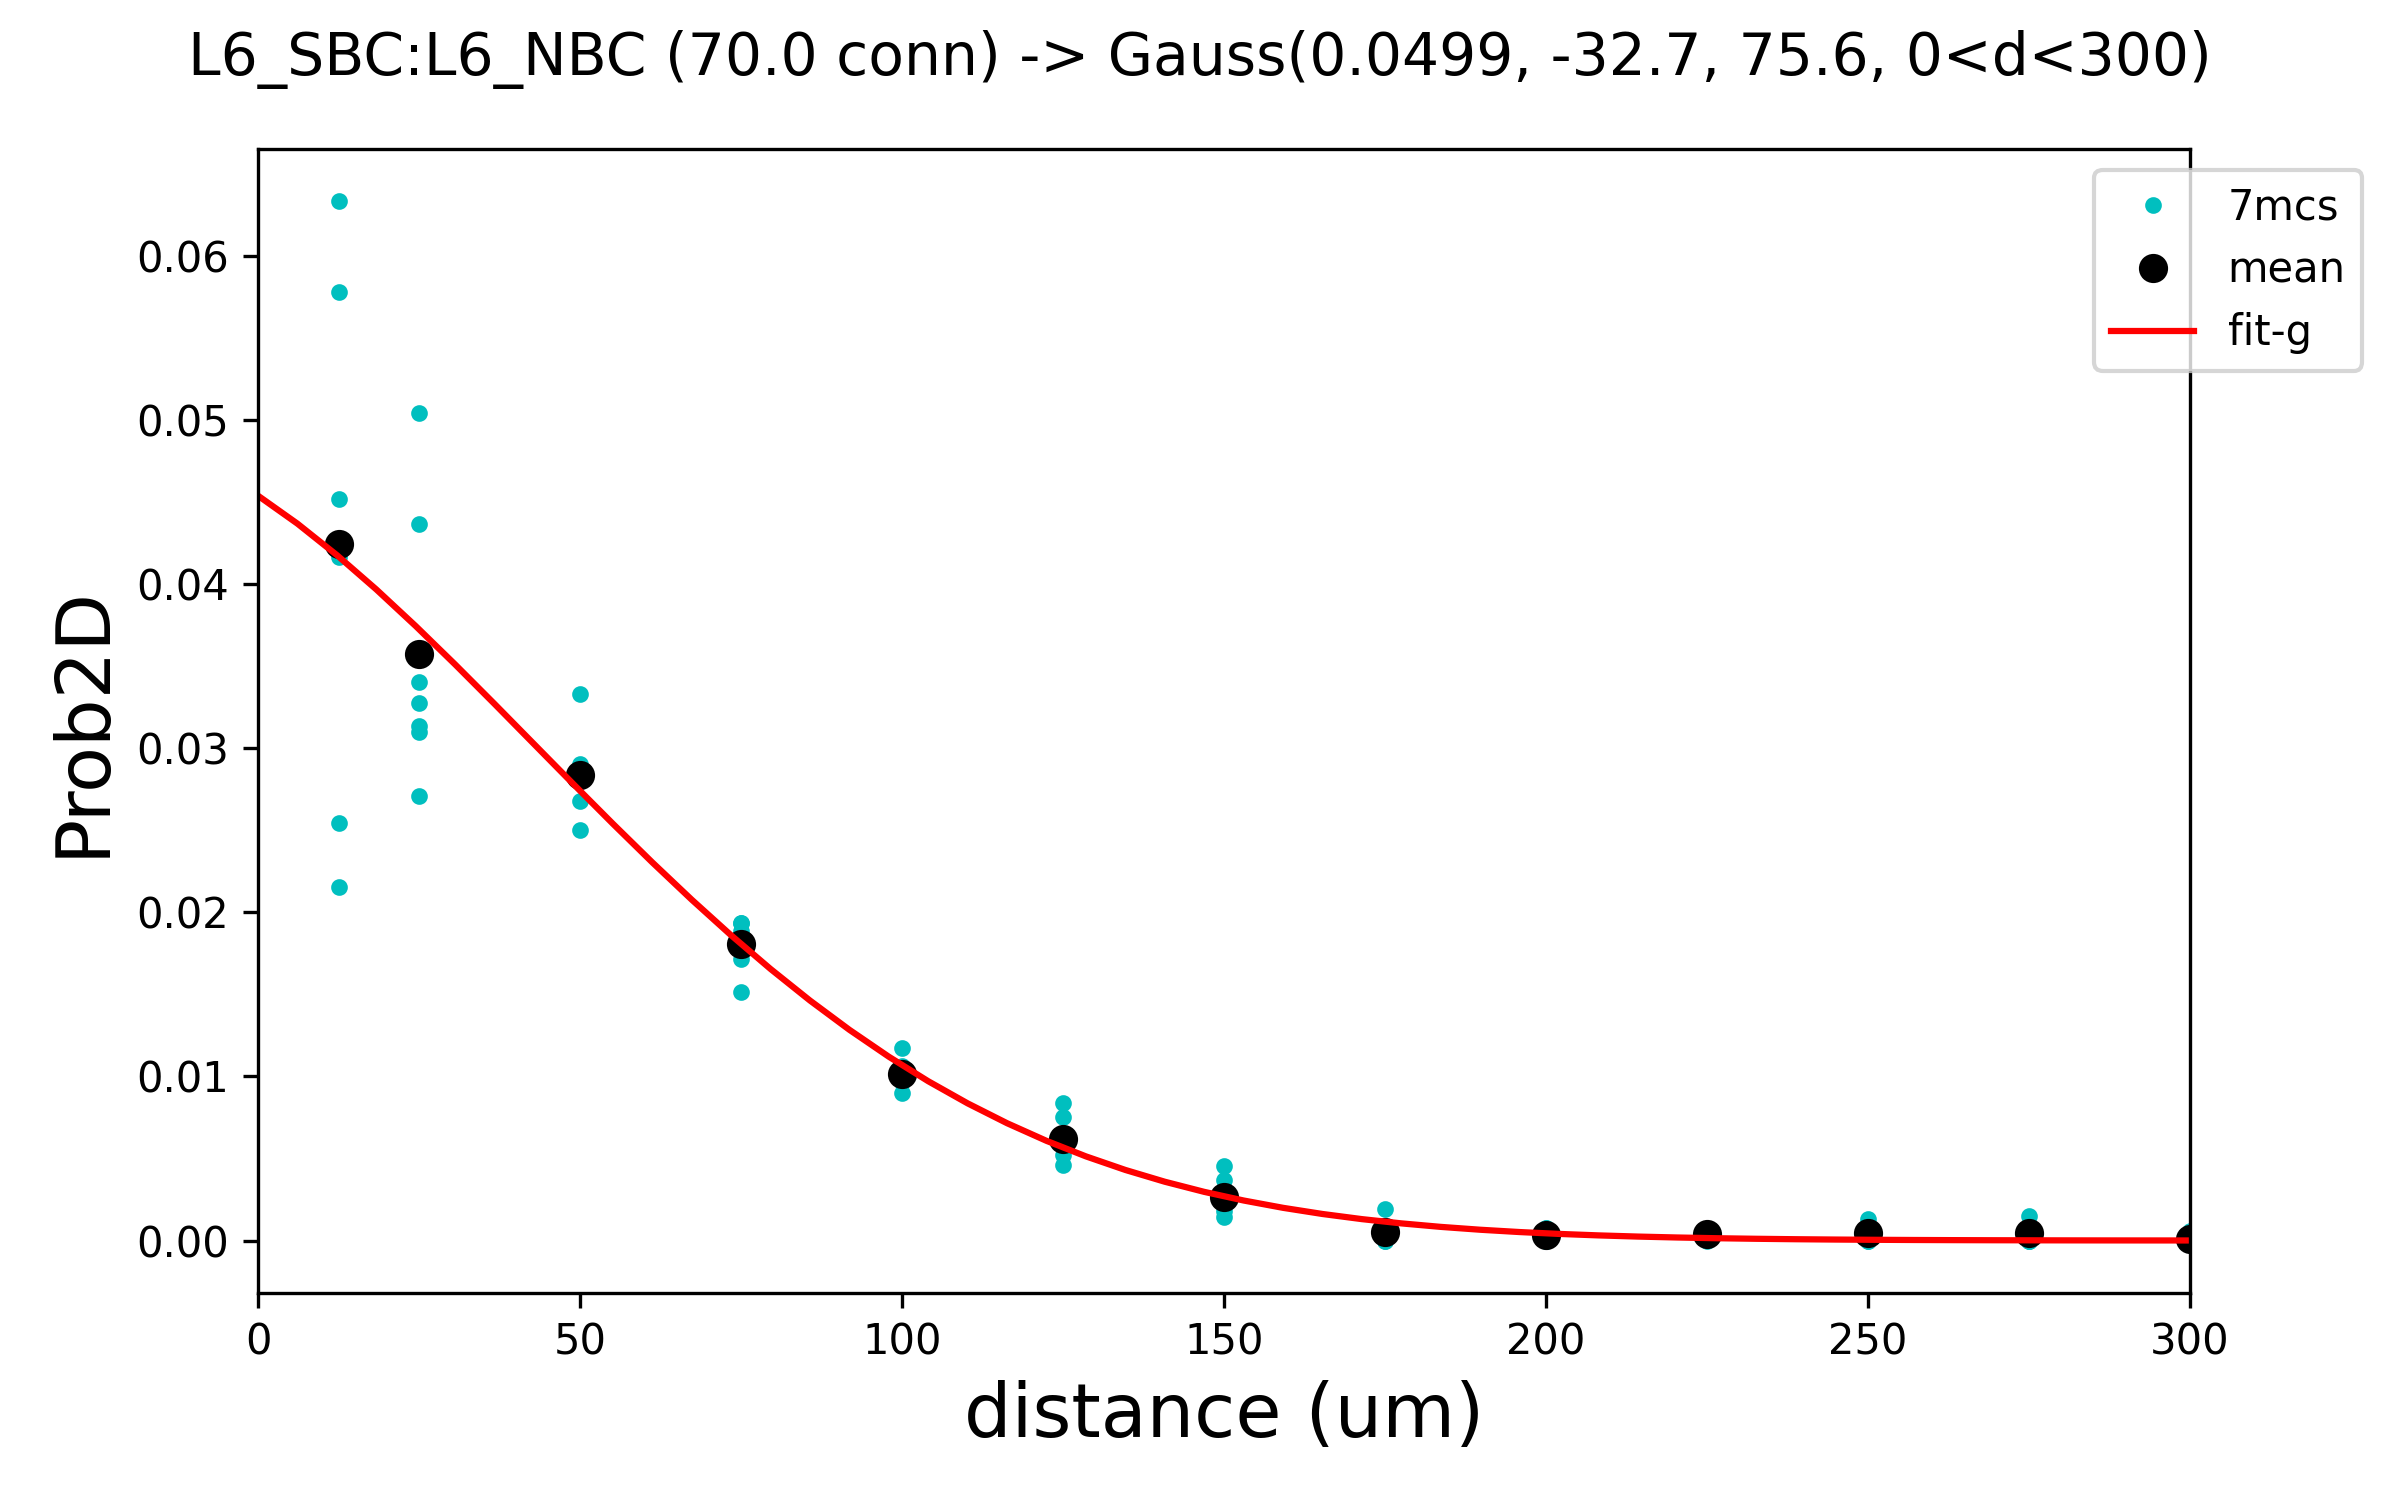 L6_SBC:L6_NBC (70.0 conn) -> Gauss(0.0499, -32.7, 75.6, 0<d<300)
7mcs
mean
fit-g
0.06
0.05
0.04
0.03
0.02
0.01
0.00
Prob2D
0 50 100 150 200 250 300
distance (um)